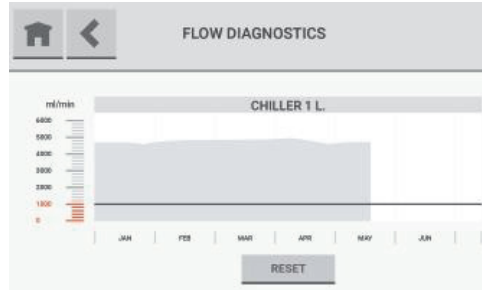 FLOW DIAGNOSTICS
ml/min
CHILLER 1 L.
6000
5000
4000
3000
2000
1000
0
JAN FEB MAR APR MAY JUN
RESET